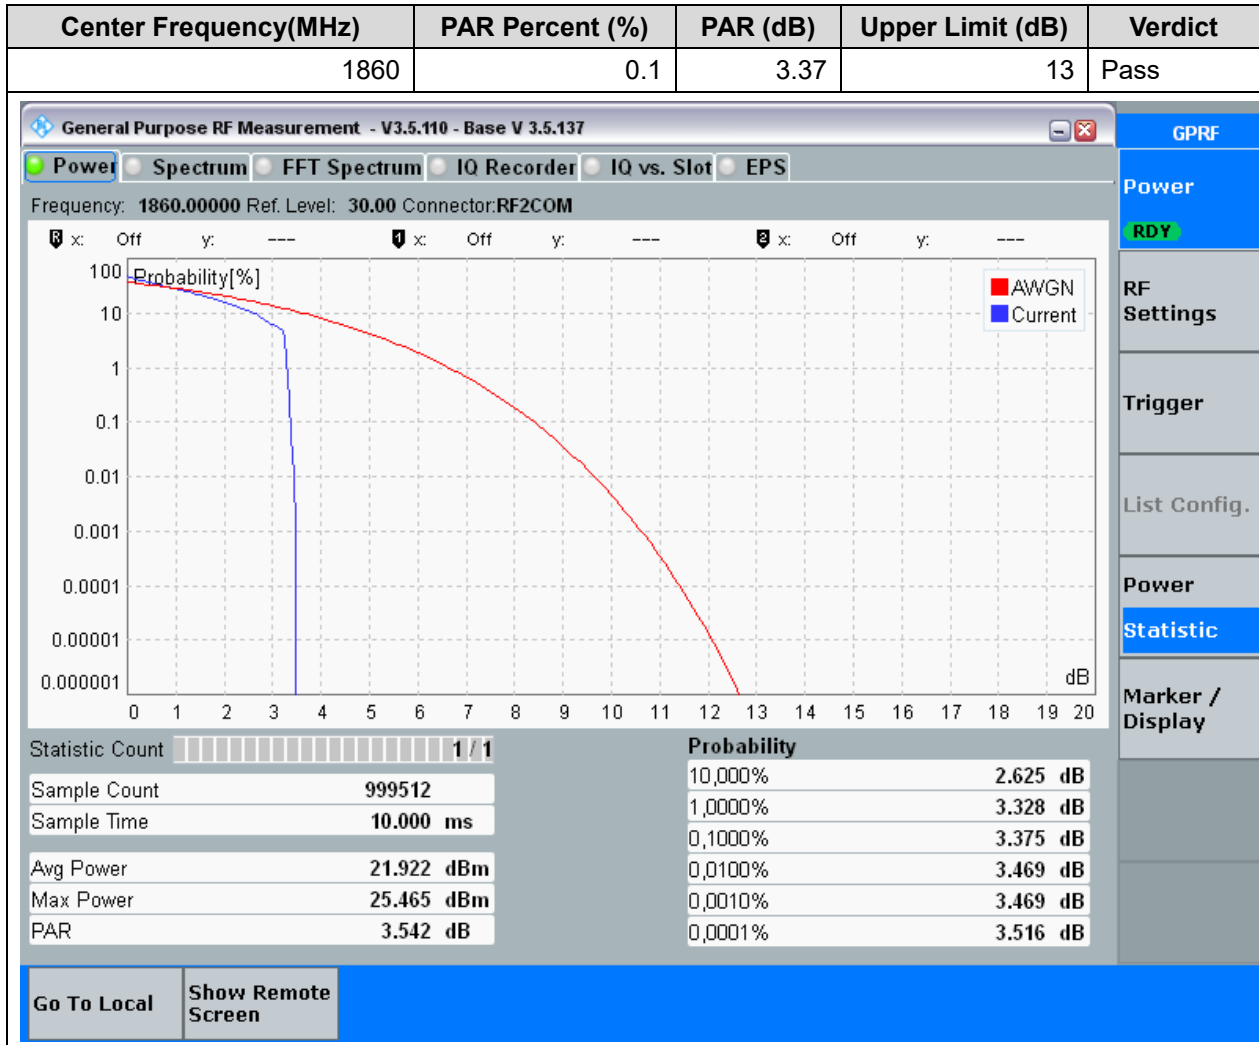 Center Frequency(MHz) PAR Percent (%) PAR (dB) Upper Limit (dB) Verdict
1860 0.1 3.37 13 Pass
General Purpose RF Measurement - V3.5.110 - Base V 3.5.137
GPRF
Power Spectrum FFT Spectrum IQ Recorder IQ vs. Slot EPS
Frequency: 1860.00000 Ref. Level: 30.00 Connector:RF2COM
R x: Off y: --- 1 x: Off y: --- 2 x: Off y: ---
Probability[%]
100
10
1
0.1
0.01
0.001
0.0001
0.00001
0.000001
AWGN
Current
dB
0 1 2 3 4 5 6 7 8 9 10 11 12 13 14 15 16 17 18 19 20
Statistic Count 1 / 1
Sample Count 999512
Sample Time 10.000 ms
Avg Power 21.922 dBm
Max Power 25.465 dBm
PAR 3.542 dB
Probability
10,000% 2.625 dB
1,0000% 3.328 dB
0,1000% 3.375 dB
0,0100% 3.469 dB
0,0010% 3.469 dB
0,0001% 3.516 dB
Power
RDY
RF
Settings
Trigger
List Config.
Power
Statistic
Marker /
Display
Go To Local
Show Remote
Screen